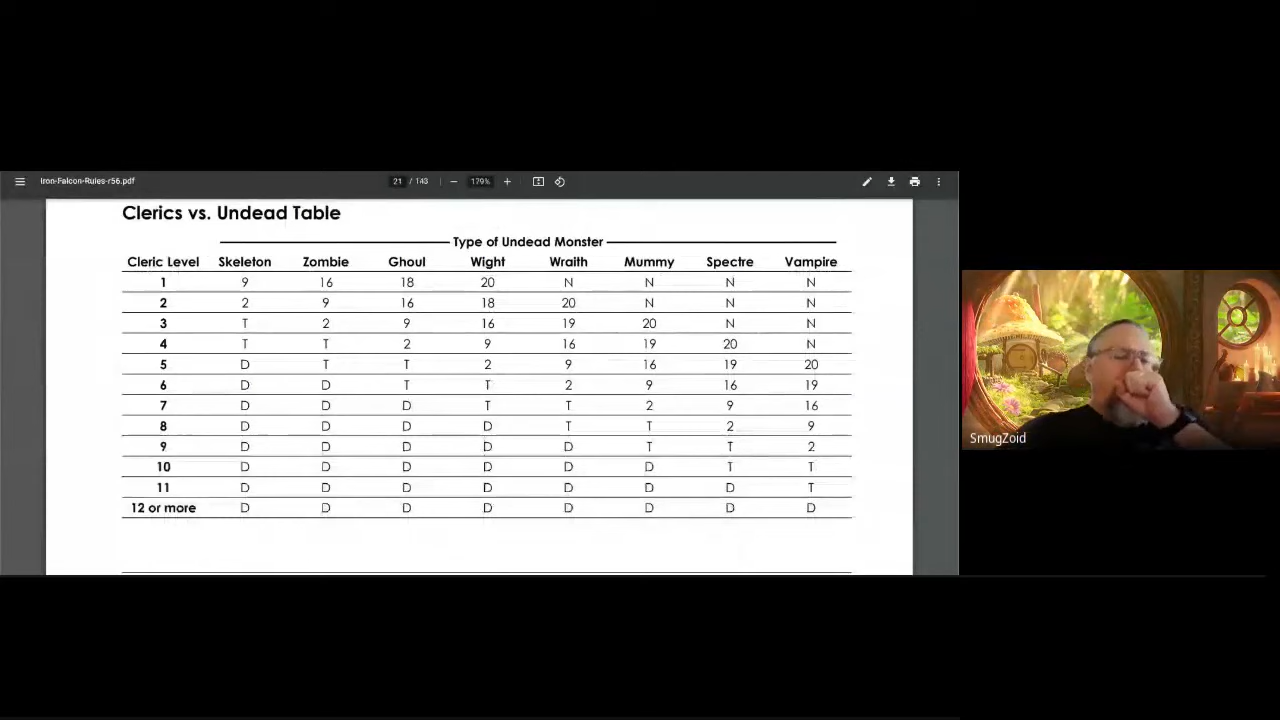 Iron-Falcon-Rules-r56.pdf
21 / 143
179%
Clerics vs. Undead Table
Type of Undead Monster
Cleric Level Skeleton Zombie Ghoul Wight Wraith Mummy Spectre Vampire
1 9 16 18 20 N N N N
2 2 9 16 18 20 N N N
3 T 2 9 16 19 20 N N
4 T T 2 9 16 19 20 N
5 D T T 2 9 16 19 20
6 D D T T 2 9 16 19
7 D D D T T 2 9 16
8 D D D D T T 2 9
9 D D D D D T T 2
10 D D D D D D T T
11 D D D D D D D T
12 or more D D D D D D D D
SmugZoid